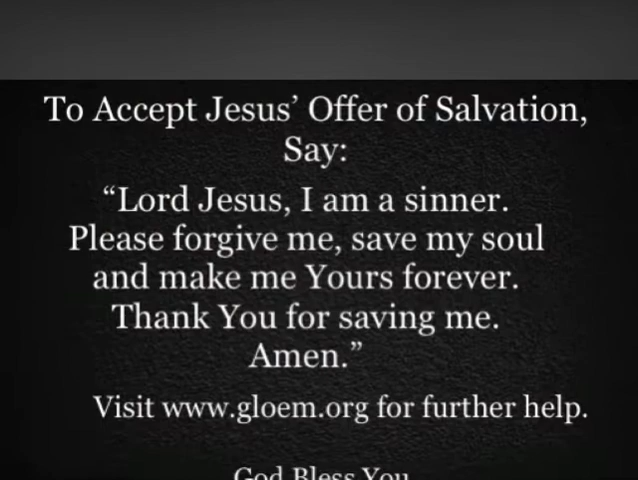 To Accept Jesus’ Offer of Salvation,
Say:
“Lord Jesus, I am a sinner.
Please forgive me, save my soul
and make me Yours forever.
Thank You for saving me.
Amen.”
Visit www.gloem.org for further help.
God Bless You